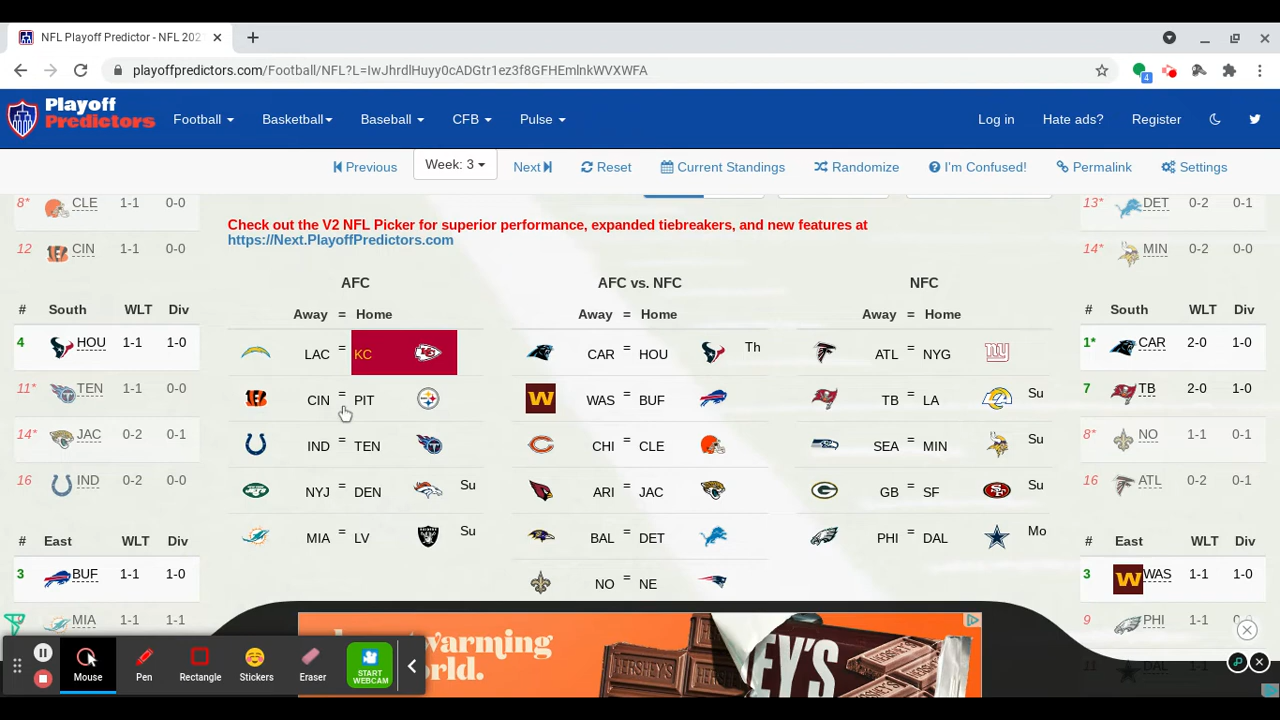 NFL Playoff Predictor - NFL 202
playoffpredictors.com/Football/NFL?L=IwJhrdlHuyy0cADGtr1ez3f8GFHEmlnkWVXWFA
4
Playoff
Predictors
Football
Basketball
Baseball
CFB
Pulse
Log in
Hate ads?
Register
Previous
Week: 3
Next
Reset
Current Standings
Randomize
I'm Confused!
Permalink
Settings
8* CLE 1-1 0-0
12 CIN 1-1 0-0
# South WLT Div
4 HOU 1-1 1-0
11* TEN 1-1 0-0
14* JAC 0-2 0-1
16 IND 0-2 0-0
# East WLT Div
3 BUF 1-1 1-0
MIA 1-1 1-1
Check out the V2 NFL Picker for superior performance, expanded tiebreakers, and new features at
https://Next.PlayoffPredictors.com
AFC
Away = Home
LAC = KC
CIN = PIT
IND = TEN
NYJ = DEN Su
MIA = LV Su
AFC vs. NFC
Away = Home
CAR = HOU Th
WAS = BUF
CHI = CLE
ARI = JAC
BAL = DET
NO = NE
NFC
Away = Home
ATL = NYG
TB = LA Su
SEA = MIN Su
GB = SF Su
PHI = DAL Mo
13* DET 0-2 0-1
14* MIN 0-2 0-0
# South WLT Div
1* CAR 2-0 1-0
7 TB 2-0 1-0
8* NO 1-1 0-1
16 ATL 0-2 0-1
# East WLT Div
3 WAS 1-1 1-0
9 PHI 1-1
11 DAL
warming
ld.
HERSHEY'S
Mouse
Pen
Rectangle
Stickers
Eraser
START
WEBCAM